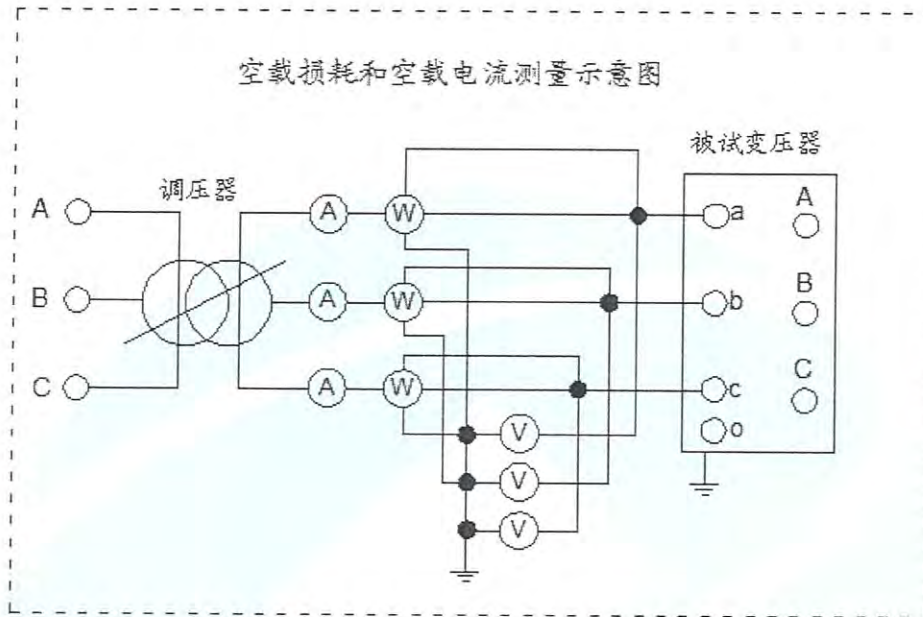 空载损耗和空载电流测量示意图
被试变压器
调压器
A A W a A
B A W b B
C A W c C
V o
V
V